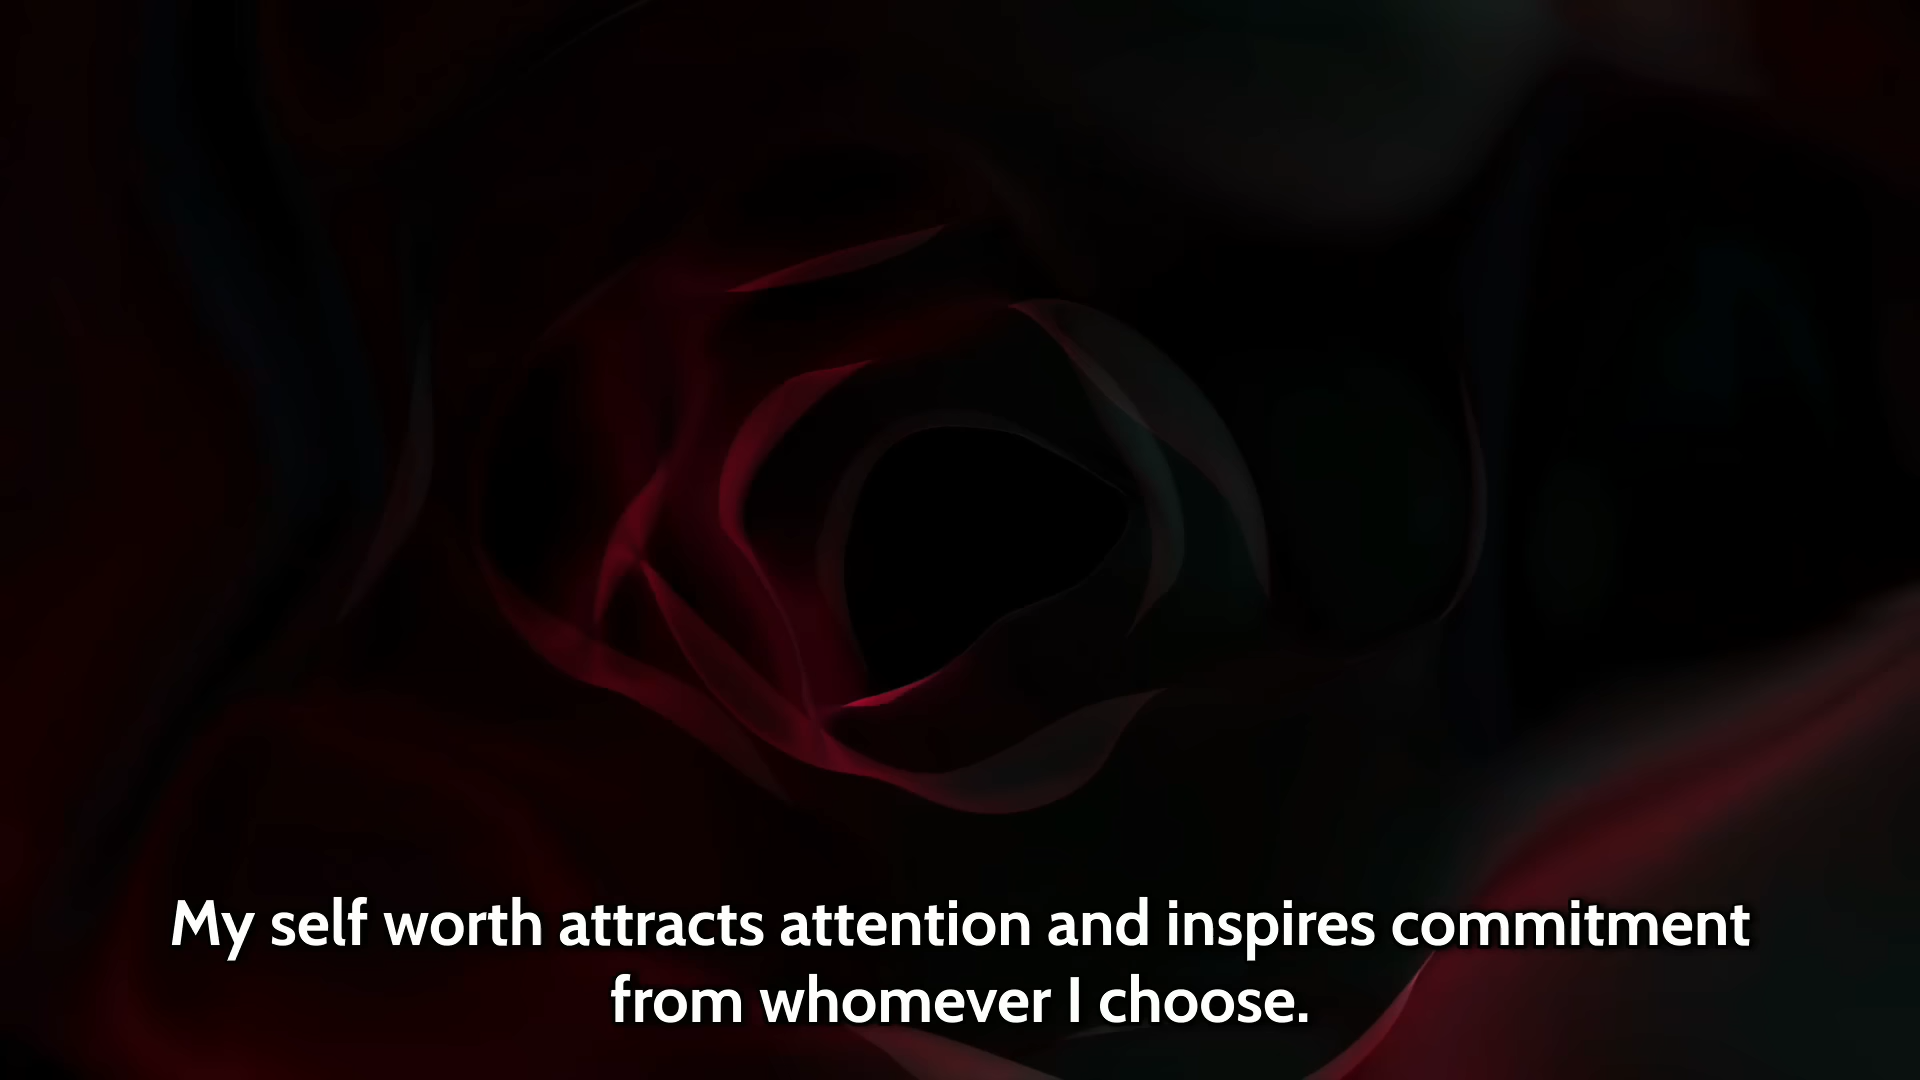 My self worth attracts attention and inspires commitment
from whomever I choose.